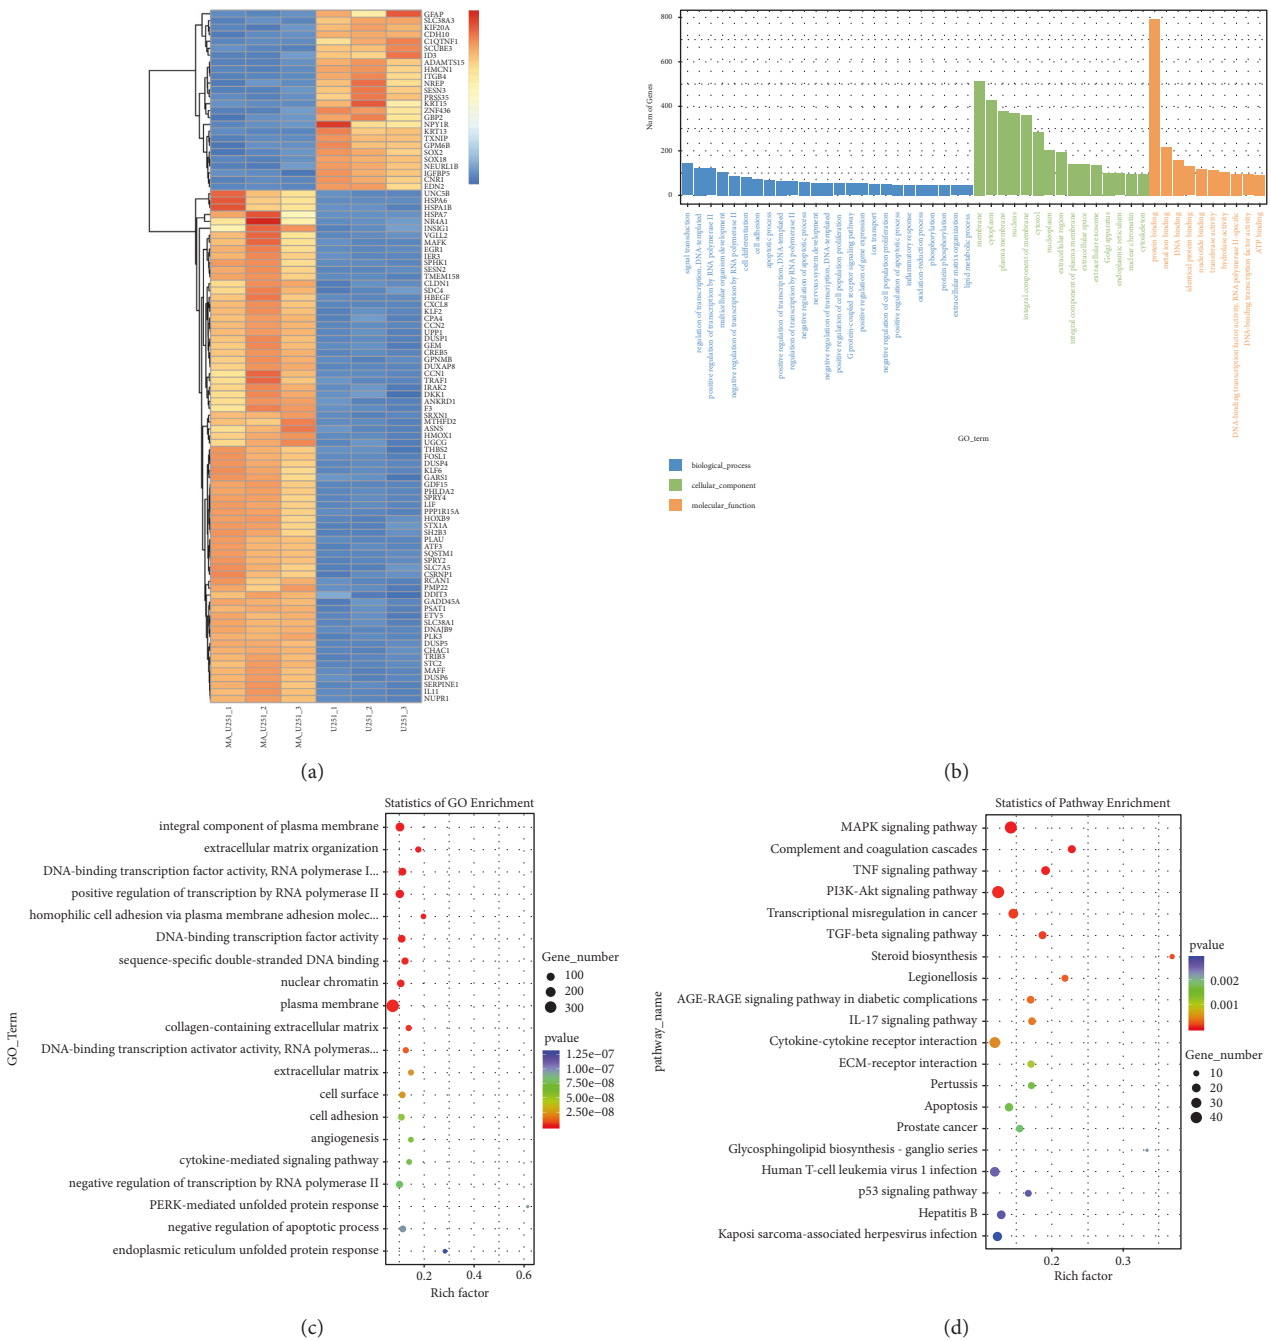 GFAP
SLC38A3
KIF20A
CDH10
C1QTNF1
SCUBE3
ID3
ADAMTS15
HMCN1
ITGB4
NREP
SESN3
PRSS35
KRT15
ZNF436
GBP2
NPY1R
KRT13
TXNIP
GPM6B
SOX2
SOX18
NEURL1B
IGFBP5
CNR1
EDN2
UNC5B
HSPA6
HSPA1B
HSPA7
NR4A1
INSIG1
VGLL2
MAFK
EGR1
IER3
SPHK1
SESN2
TMEM158
CLDN1
SDC4
HBEGF
CXCL8
KLF2
CPA4
CCN2
UPP1
DUSP1
GEM
CREB5
GPNMB
DUXAP8
CCN1
TRAF1
IRAK2
DKK1
ANKRD1
F3
SRXN1
MTHFD2
ASNS
HMOX1
UGCG
THBS2
FOSL1
DUSP4
KLF6
GARS1
GDF15
PHLDA2
SPRY4
LIF
PPP1R15A
HOXB9
STX1A
SH2B3
PLAU
ATF3
SQSTM1
SPRY2
SLC7A5
CSRNP1
RCAN1
PMP22
DDIT3
GADD45A
PSAT1
ETV5
SLC38A1
DNAJB9
PLK3
DUSP5
CHAC1
TRIB3
STC2
MAFF
DUSP6
SERPINE1
IL11
NUPR1
MA_U251_1
MA_U251_2
MA_U251_3
U251_1
U251_2
U251_3
(a)
Num of Genes
800
600
400
200
0
signal transduction
regulation of transcription, DNA-templated
positive regulation of transcription by RNA polymerase II
multicellular organism development
negative regulation of transcription by RNA polymerase II
cell differentiation
cell adhesion
apoptotic process
positive regulation of transcription, DNA-templated
regulation of transcription by RNA polymerase II
negative regulation of apoptotic process
nervous system development
negative regulation of transcription, DNA-templated
positive regulation of cell population proliferation
G protein-coupled receptor signaling pathway
positive regulation of gene expression
ion transport
negative regulation of cell population proliferation
positive regulation of apoptotic process
inflammatory response
oxidation-reduction process
phosphorylation
protein phosphorylation
extracellular matrix organization
lipid metabolic process
membrane
cytoplasm
plasma membrane
nucleus
integral component of membrane
cytosol
nucleoplasm
extracellular region
integral component of plasma membrane
extracellular space
extracellular exosome
Golgi apparatus
endoplasmic reticulum
nuclear chromatin
cytoskeleton
protein binding
metal ion binding
DNA binding
identical protein binding
nucleotide binding
transferase activity
hydrolase activity
DNA-binding transcription factor activity, RNA polymerase II-specific
DNA-binding transcription factor activity
ATP binding
GO_term
biological_process
cellular_component
molecular_function
(b)
Statistics of GO Enrichment
GO_Term
integral component of plasma membrane
extracellular matrix organization
DNA-binding transcription factor activity, RNA polymerase I...
positive regulation of transcription by RNA polymerase II
homophilic cell adhesion via plasma membrane adhesion molec...
DNA-binding transcription factor activity
sequence-specific double-stranded DNA binding
nuclear chromatin
plasma membrane
collagen-containing extracellular matrix
DNA-binding transcription activator activity, RNA polymeras...
extracellular matrix
cell surface
cell adhesion
angiogenesis
cytokine-mediated signaling pathway
negative regulation of transcription by RNA polymerase II
PERK-mediated unfolded protein response
negative regulation of apoptotic process
endoplasmic reticulum unfolded protein response
0.2
0.4
0.6
Rich factor
Gene_number
100
200
300
pvalue
1.25e−07
1.00e−07
7.50e−08
5.00e−08
2.50e−08
(c)
Statistics of Pathway Enrichment
pathway_name
MAPK signaling pathway
Complement and coagulation cascades
TNF signaling pathway
PI3K-Akt signaling pathway
Transcriptional misregulation in cancer
TGF-beta signaling pathway
Steroid biosynthesis
Legionellosis
AGE-RAGE signaling pathway in diabetic complications
IL-17 signaling pathway
Cytokine-cytokine receptor interaction
ECM-receptor interaction
Pertussis
Apoptosis
Prostate cancer
Glycosphingolipid biosynthesis - ganglio series
Human T-cell leukemia virus 1 infection
p53 signaling pathway
Hepatitis B
Kaposi sarcoma-associated herpesvirus infection
0.2
0.3
Rich factor
pvalue
0.002
0.001
Gene_number
10
20
30
40
(d)